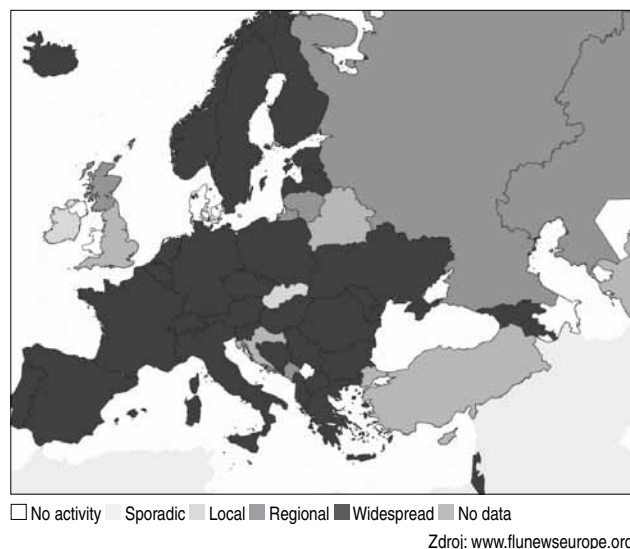 No activity Sporadic Local Regional Widespread No data
Zdroj: www.flunewseurope.org